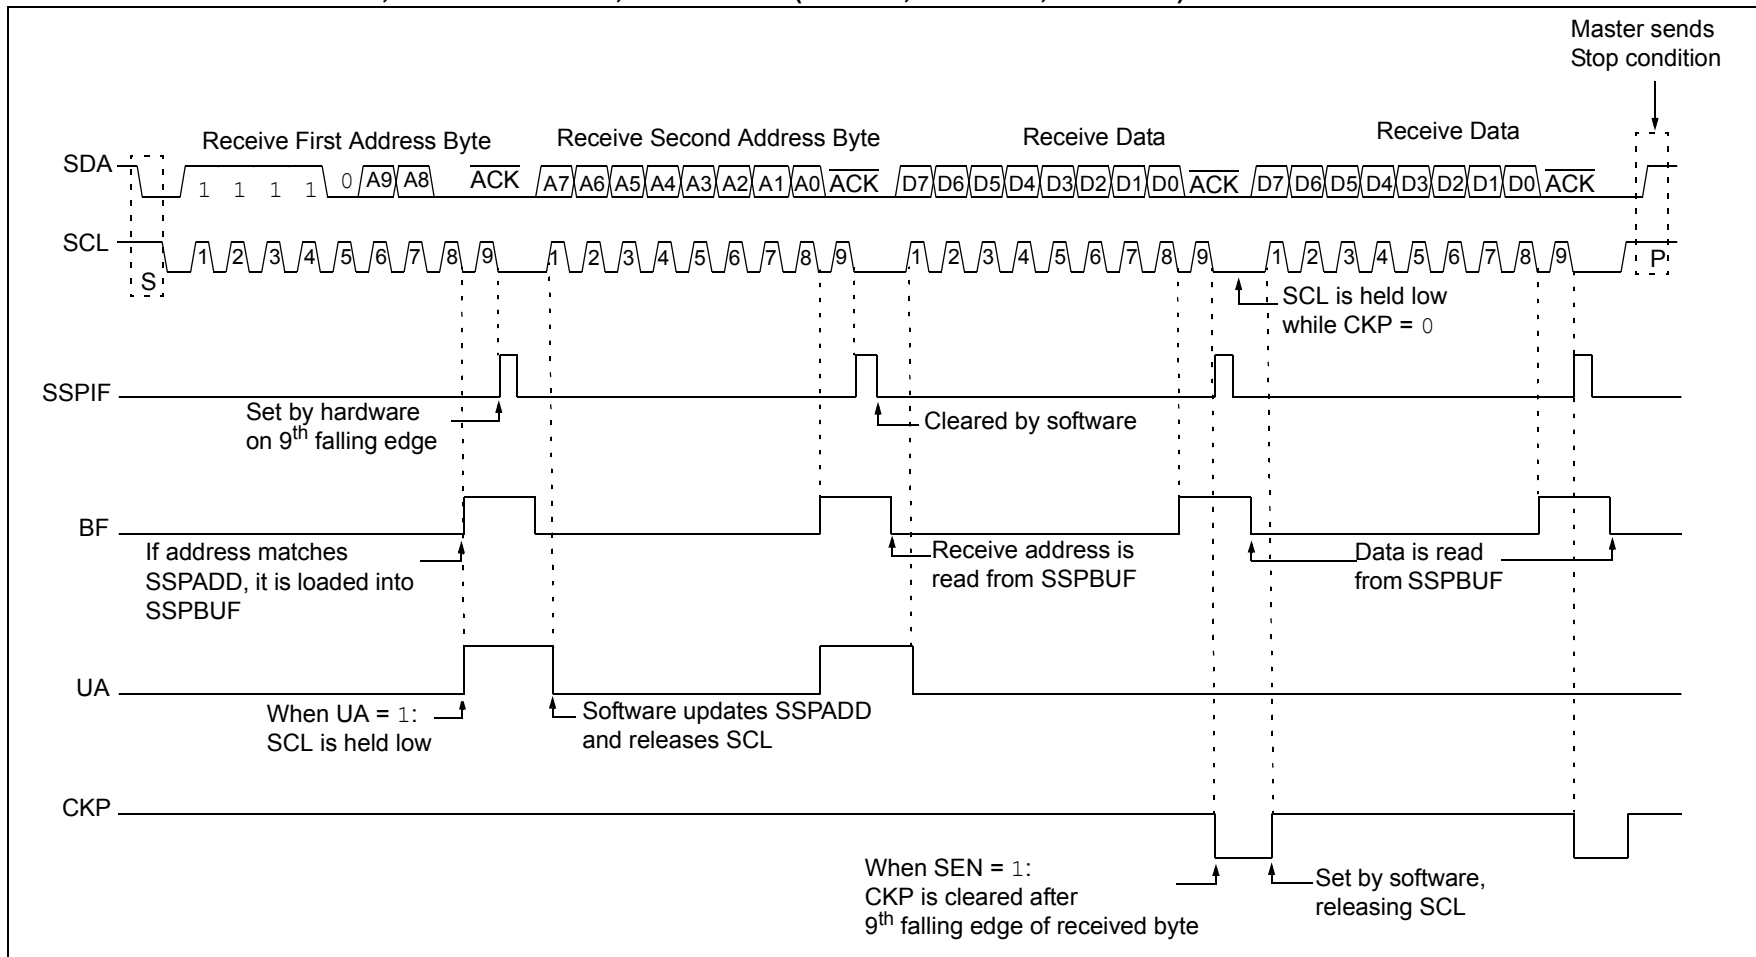 Master sends
Stop condition
Receive First Address Byte
Receive Second Address Byte
Receive Data
Receive Data
SDA
1 1 1 1 0 A9 A8 ACK A7 A6 A5 A4 A3 A2 A1 A0 ACK D7 D6 D5 D4 D3 D2 D1 D0 ACK D7 D6 D5 D4 D3 D2 D1 D0 ACK
SCL
S 1 2 3 4 5 6 7 8 9 1 2 3 4 5 6 7 8 9 1 2 3 4 5 6 7 8 9 1 2 3 4 5 6 7 8 9 P
SCL is held low
while CKP = 0
SSPIF
Set by hardware
on 9th falling edge
Cleared by software
BF
If address matches
SSPADD, it is loaded into
SSPBUF
Receive address is
read from SSPBUF
Data is read
from SSPBUF
UA
When UA = 1:
SCL is held low
Software updates SSPADD
and releases SCL
CKP
When SEN = 1:
CKP is cleared after
9th falling edge of received byte
Set by software,
releasing SCL